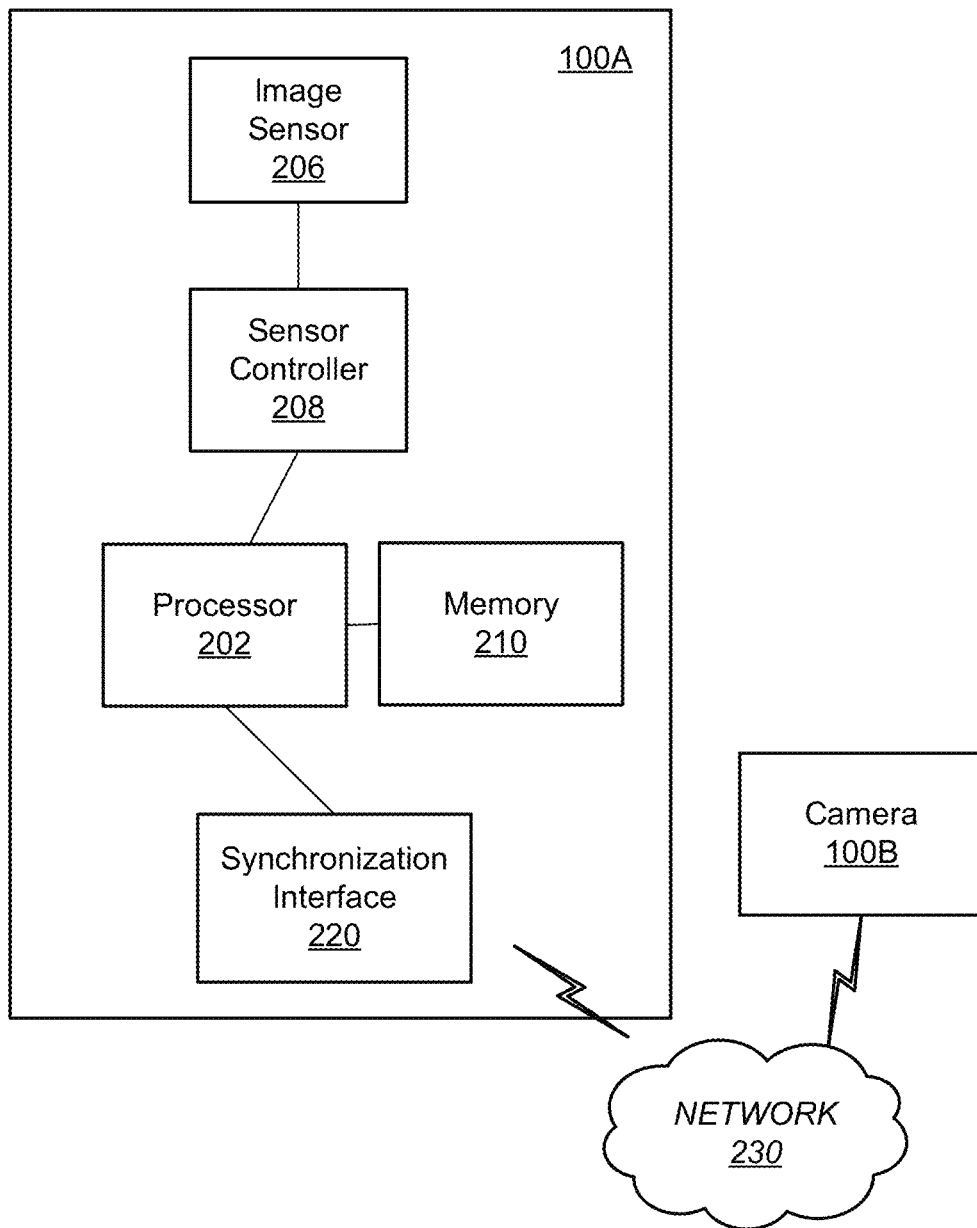 100A
Image
Sensor
206
Sensor
Controller
208
Processor
202
Memory
210
Synchronization
Interface
220
Camera
100B
NETWORK
230